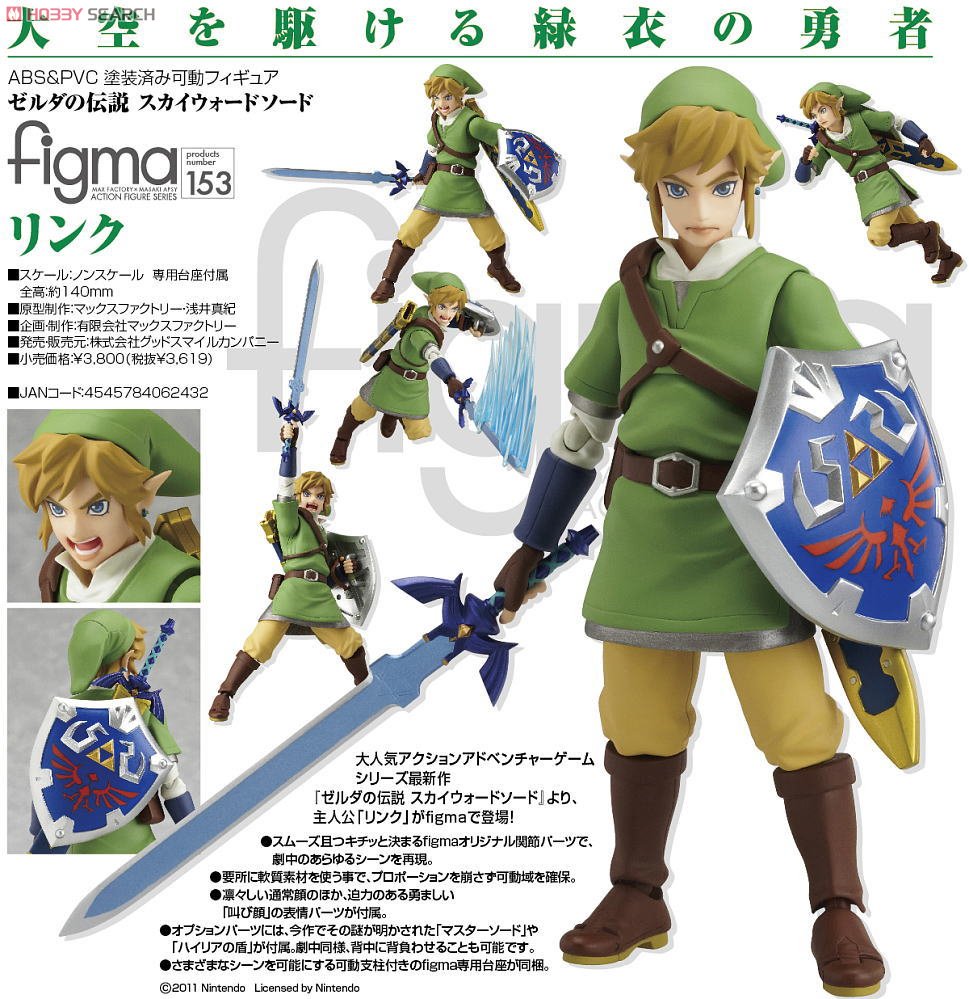 HOBBY SEARCH
大空を駆ける緑衣の勇者
ABS&PVC 塗装済み可動フィギュア
ゼルダの伝説 スカイウォードソード
figma
products
number
153
MAX FACTORY×MASAKI APSY
ACTION FIGURE SERIES
リンク
■スケール:ノンスケール 専用台座付属
全高:約140mm
■原型制作:マックスファクトリー・浅井真紀
■企画・制作:有限会社マックスファクトリー
■発売・販売元:株式会社グッドスマイルカンパニー
■小売価格:¥3,800(税抜¥3,619)
■JANコード:4545784062432
figma
大人気アクションアドベンチャーゲーム
シリーズ最新作
『ゼルダの伝説 スカイウォードソード』より、
主人公「リンク」がfigmaで登場!
●スムーズ且つキチッと決まるfigmaオリジナル関節パーツで、
劇中のあらゆるシーンを再現。
●要所に軟質素材を使う事で、プロポーションを崩さず可動域を確保。
●凛々しい通常顔のほか、迫力のある勇ましい
「叫び顔」の表情パーツが付属。
●オプションパーツには、今作でその謎が明かされた「マスターソード」や
「ハイリアの盾」が付属。劇中同様、背中に背負わせることも可能です。
●さまざまなシーンを可能にする可動支柱付きのfigma専用台座が同梱。
©2011 Nintendo Licensed by Nintendo